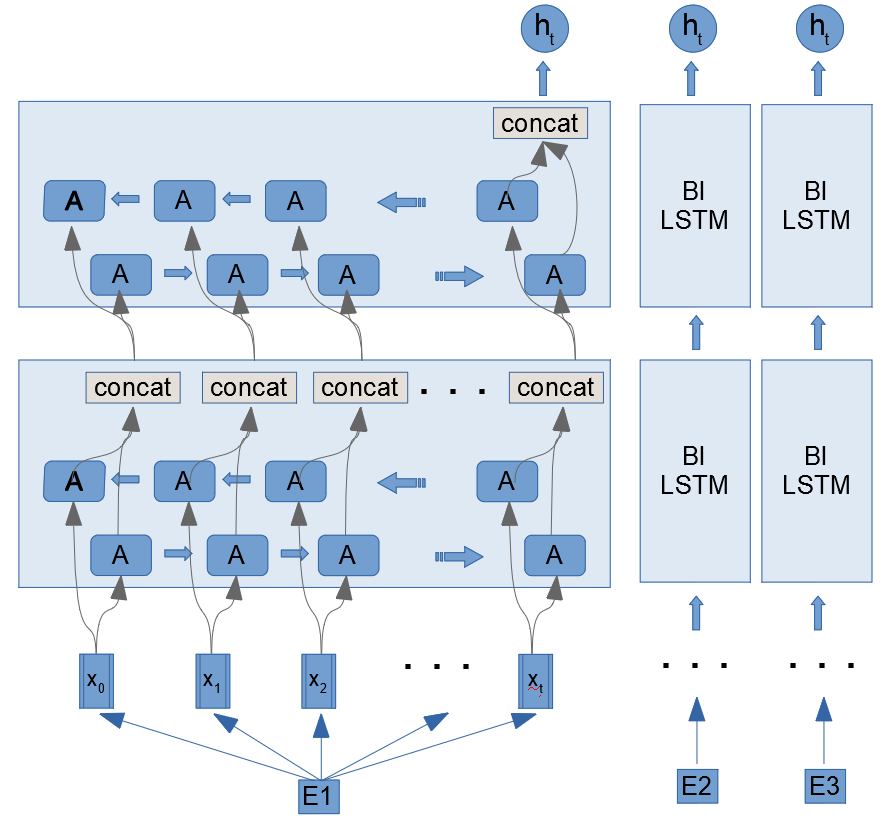 h_t h_t h_t
concat
A A A A
BI LSTM BI LSTM
A A A A
concat concat concat . . . concat
A A A A
BI LSTM BI LSTM
A A A A
x_0 x_1 x_2 . . . x_t . . . . . .
E1 E2 E3